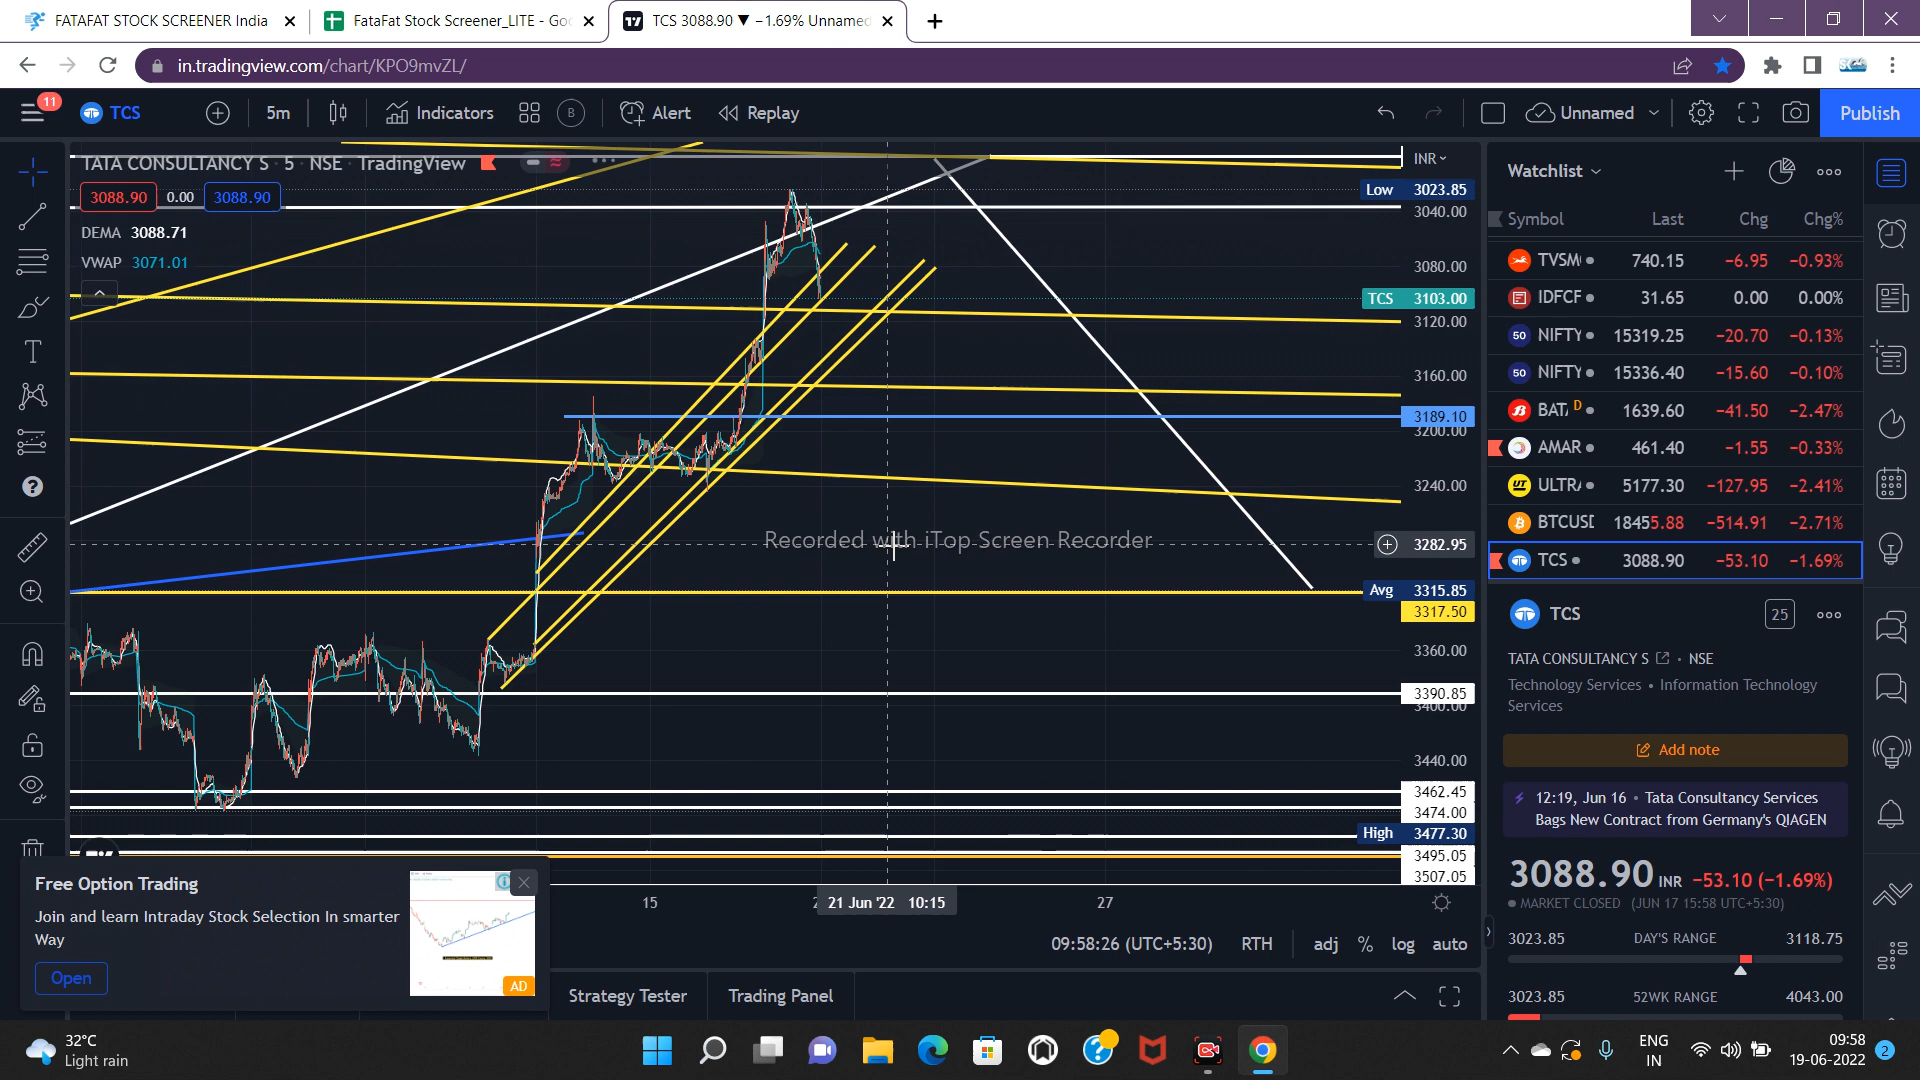 FATAFAT STOCK SCREENER India
FataFat Stock Screener_LITE - Goo
TCS 3088.90 ▼ −1.69% Unnamed
in.tradingview.com/chart/KPO9mvZL/
11
TCS
5m
Indicators
B
Alert
Replay
Unnamed
Publish
TATA CONSULTANCY S · 5 · NSE · TradingView
3088.90 0.00 3088.90
DEMA 3088.71
VWAP 3071.01
INR
Low 3023.85
3040.00
3080.00
TCS 3103.00
3120.00
3160.00
3189.10
3200.00
3240.00
3282.95
Avg 3315.85
3317.50
3360.00
3390.85
3400.00
3440.00
3462.45
3474.00
High 3477.30
3495.05
3507.05
Recorded with iTop Screen Recorder
15
21 Jun '22 10:15
27
09:58:26 (UTC+5:30) RTH adj % log auto
Strategy Tester
Trading Panel
Free Option Trading
Join and learn Intraday Stock Selection In smarter
Way
Open
AD
Watchlist
Symbol Last Chg Chg%
TVSM 740.15 −6.95 −0.93%
IDFCF 31.65 0.00 0.00%
50 NIFTY 15319.25 −20.70 −0.13%
50 NIFTY 15336.40 −15.60 −0.10%
BATA D 1639.60 −41.50 −2.47%
AMAR 461.40 −1.55 −0.33%
UT ULTRA 5177.30 −127.95 −2.41%
BTCUSD 18455.88 −514.91 −2.71%
TCS 3088.90 −53.10 −1.69%
TCS
25
TATA CONSULTANCY S • NSE
Technology Services • Information Technology
Services
Add note
12:19, Jun 16 • Tata Consultancy Services
Bags New Contract from Germany's QIAGEN
3088.90 INR −53.10 (−1.69%)
MARKET CLOSED (JUN 17 15:58 UTC+5:30)
3023.85 DAY'S RANGE 3118.75
3023.85 52WK RANGE 4043.00
32°C
Light rain
ENG
IN
09:58
19-06-2022
2